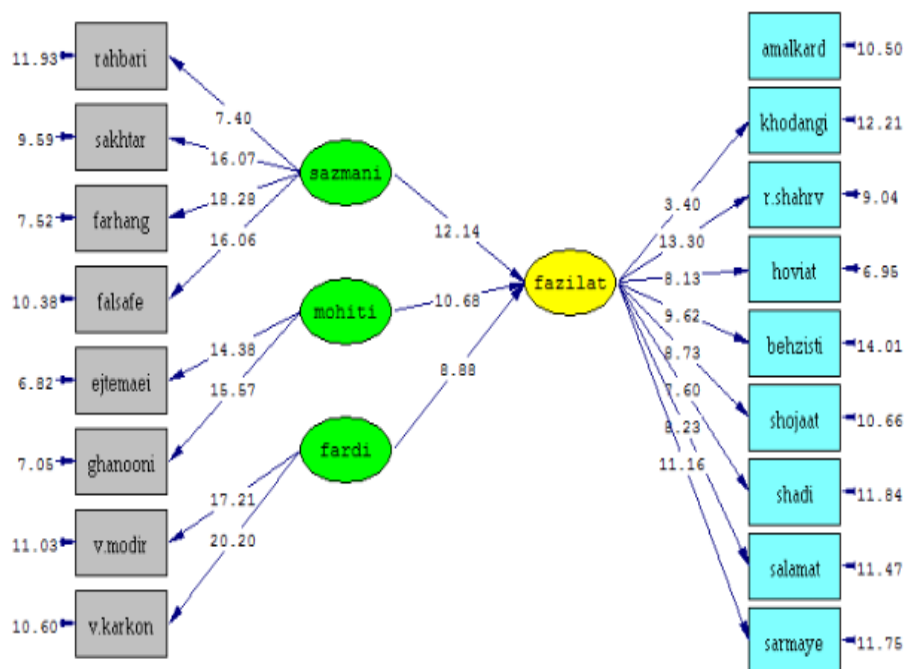 11.93
rahbari
9.59
sakhtar
7.52
farhang
10.38
falsafe
6.82
ejtemaei
7.05
ghanooni
11.03
v.modir
10.60
v.karkon
7.40
16.07
18.28
16.06
14.38
15.57
17.21
20.20
sazmani
mohiti
fardi
12.14
10.68
8.88
fazilat
3.40
13.30
8.13
9.62
8.73
7.60
8.23
11.16
amalkard
10.50
khodangi
12.21
r.shahrv
9.04
hoviat
6.95
behzisti
14.01
shojaat
10.66
shadi
11.84
salamat
11.47
sarmaye
11.75